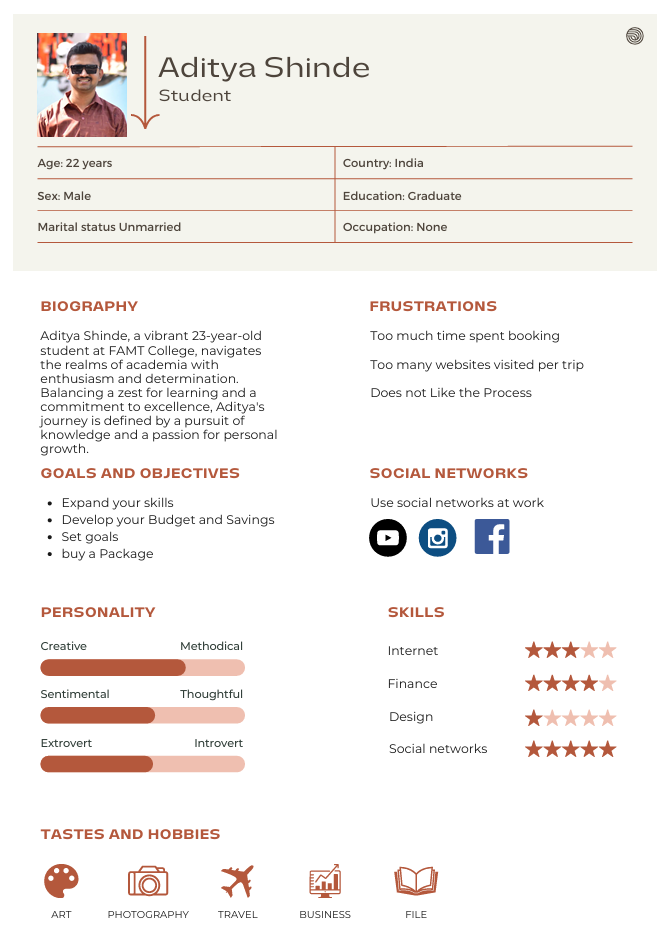 Aditya Shinde
Student
Age: 22 years
Country: India
Sex: Male
Education: Graduate
Marital status Unmarried
Occupation: None
BIOGRAPHY
Aditya Shinde, a vibrant 23-year-old
student at FAMT College, navigates
the realms of academia with
enthusiasm and determination.
Balancing a zest for learning and a
commitment to excellence, Aditya's
journey is defined by a pursuit of
knowledge and a passion for personal
growth.
FRUSTRATIONS
Too much time spent booking
Too many websites visited per trip
Does not Like the Process
GOALS AND OBJECTIVES
Expand your skills
Develop your Budget and Savings
Set goals
buy a Package
SOCIAL NETWORKS
Use social networks at work
PERSONALITY
Creative Methodical
Sentimental Thoughtful
Extrovert Introvert
SKILLS
Internet
Finance
Design
Social networks
TASTES AND HOBBIES
ART PHOTOGRAPHY TRAVEL BUSINESS FILE